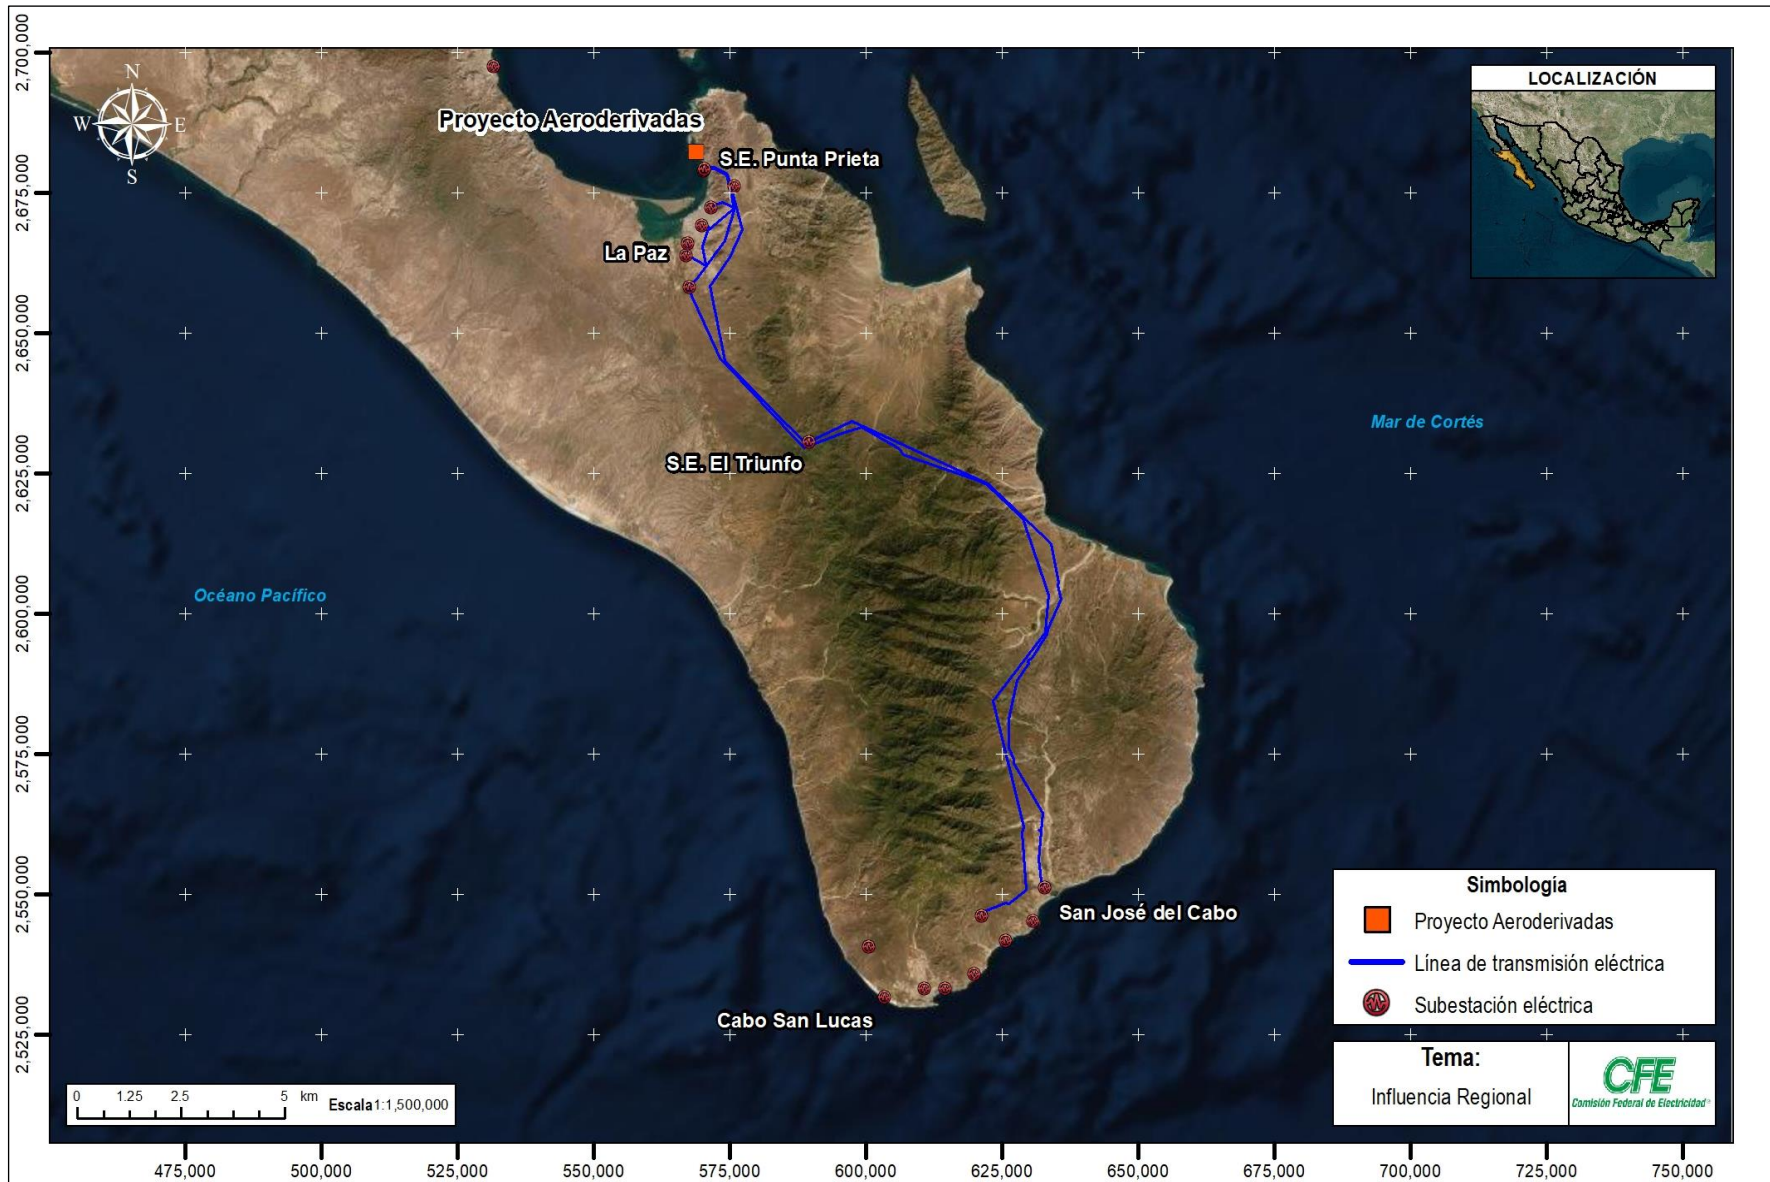 2,700,000
2,675,000
2,650,000
2,625,000
2,600,000
2,575,000
2,550,000
2,525,000
N
W
E
S
Proyecto Aeroderivadas
S.E. Punta Prieta
La Paz
S.E. El Triunfo
Mar de Cortés
Océano Pacífico
San José del Cabo
Cabo San Lucas
LOCALIZACIÓN
Simbología
Proyecto Aeroderivadas
Línea de transmisión eléctrica
Subestación eléctrica
Tema:
Influencia Regional
CFE
Comisión Federal de Electricidad®
0 1.25 2.5 5 km
Escala 1:1,500,000
475,000 500,000 525,000 550,000 575,000 600,000 625,000 650,000 675,000 700,000 725,000 750,000